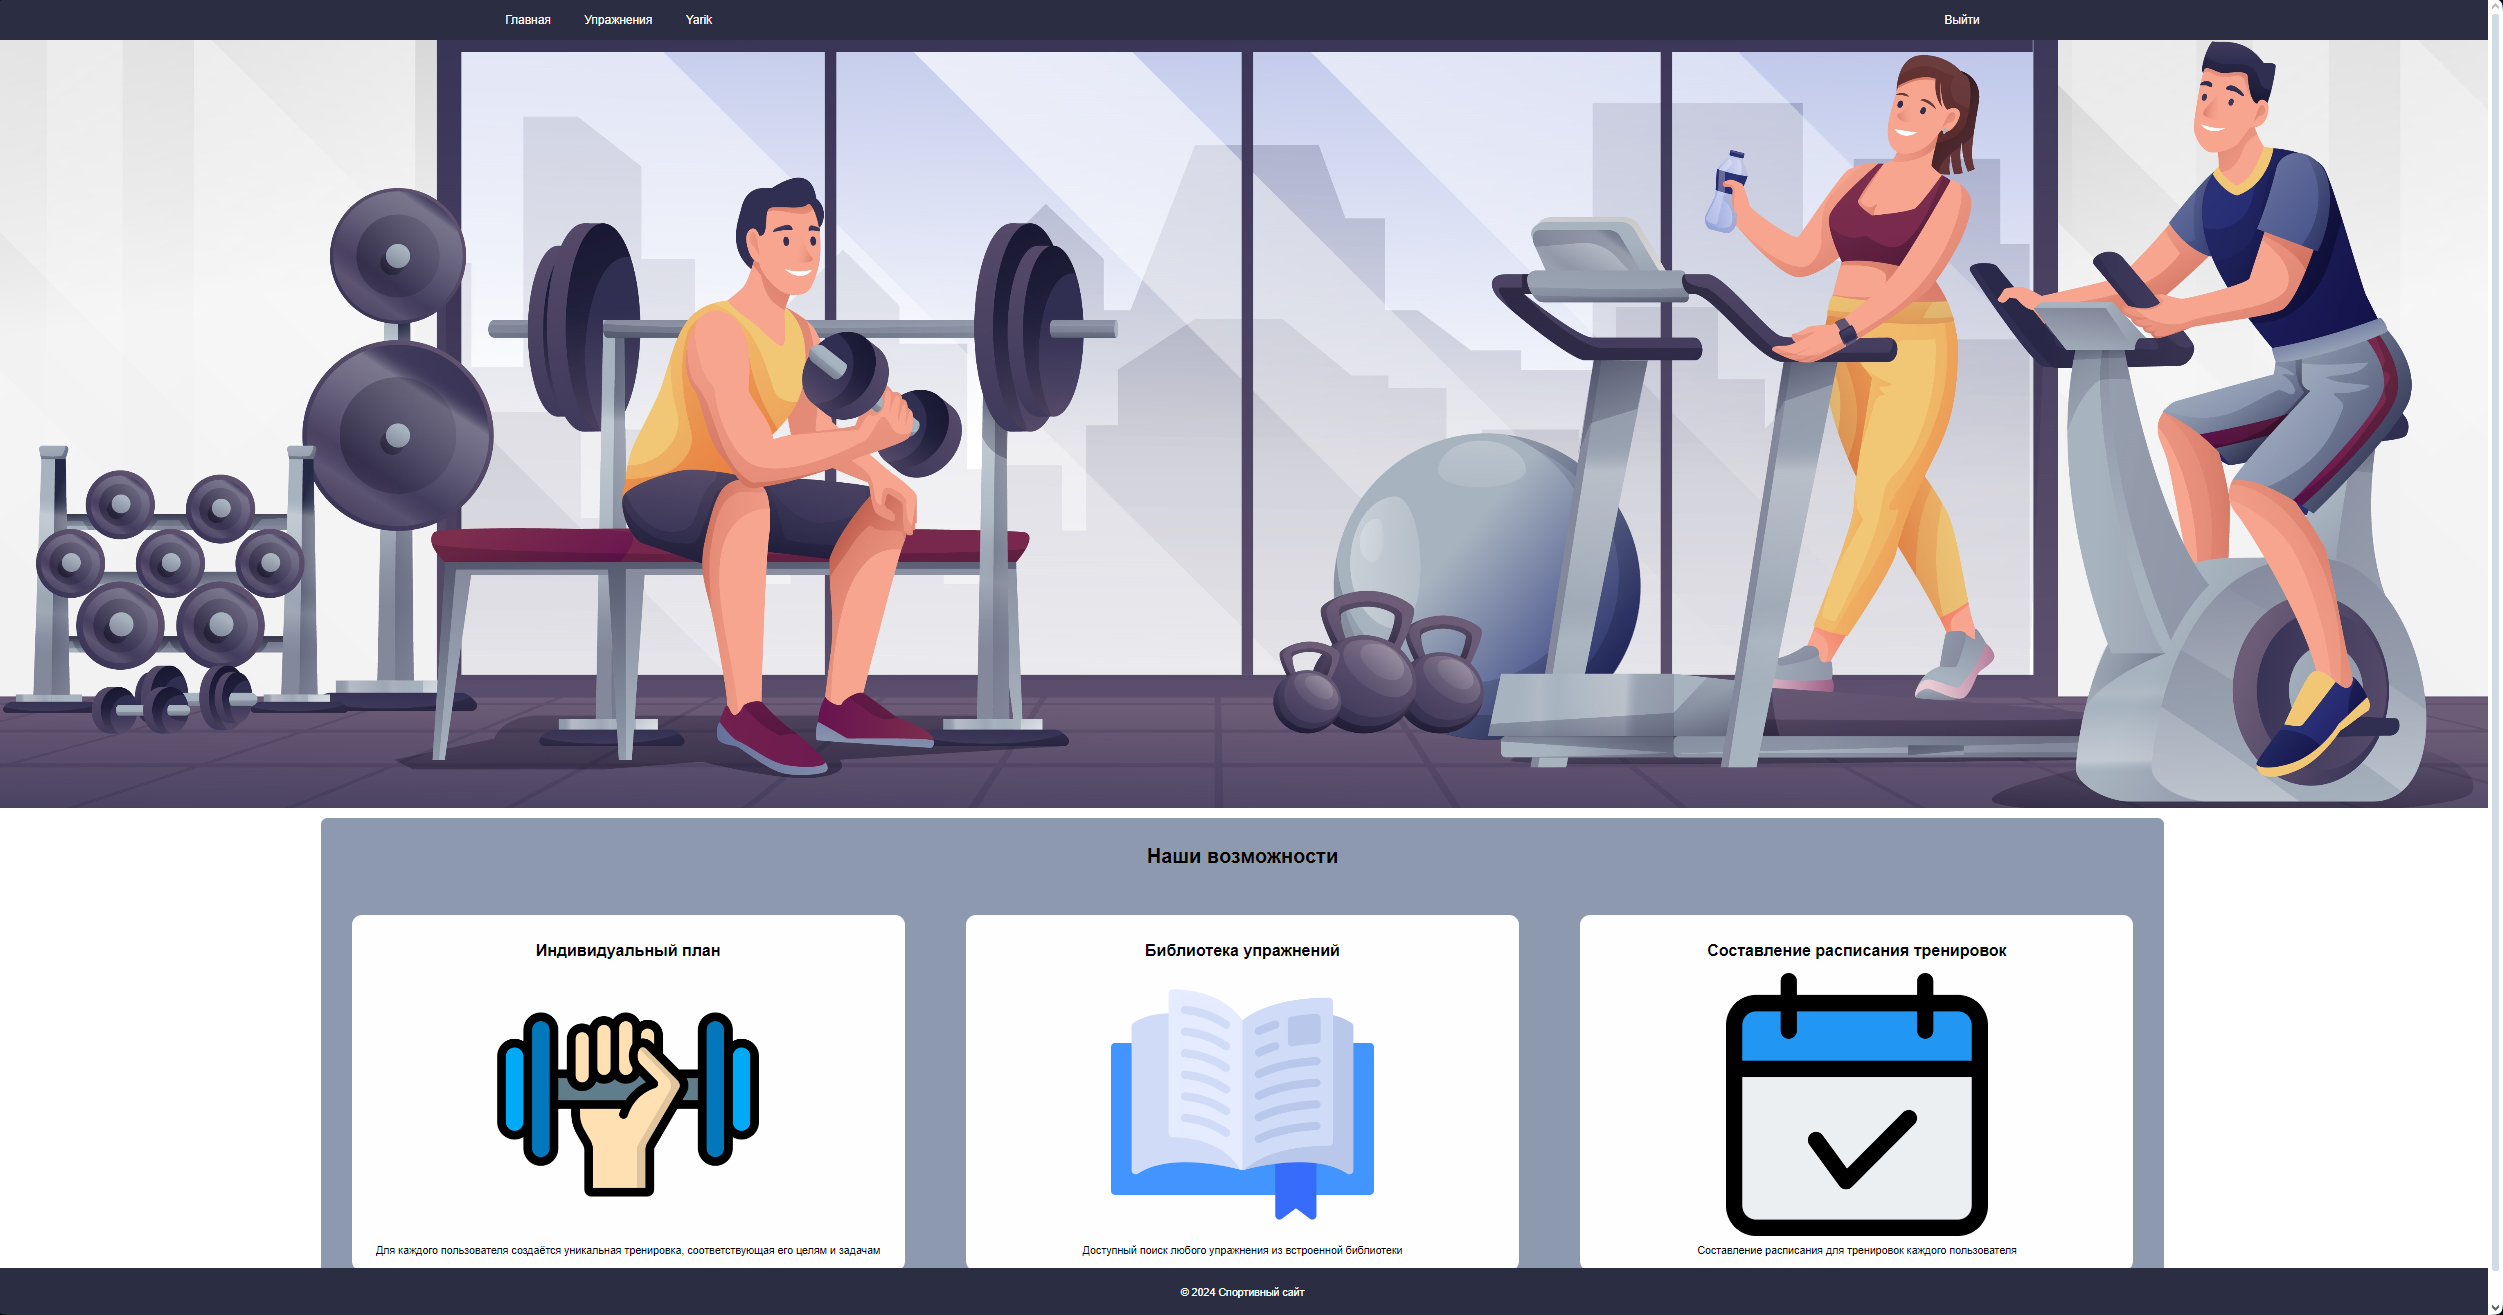 Главная Упражнения Yarik Выйти
Наши возможности
Индивидуальный план
Библиотека упражнений
Составление расписания тренировок
Для каждого пользователя создаётся уникальная тренировка, соответствующая его целям и задачам
Доступный поиск любого упражнения из встроенной библиотеки
Составление расписания для тренировок каждого пользователя
© 2024 Спортивный сайт